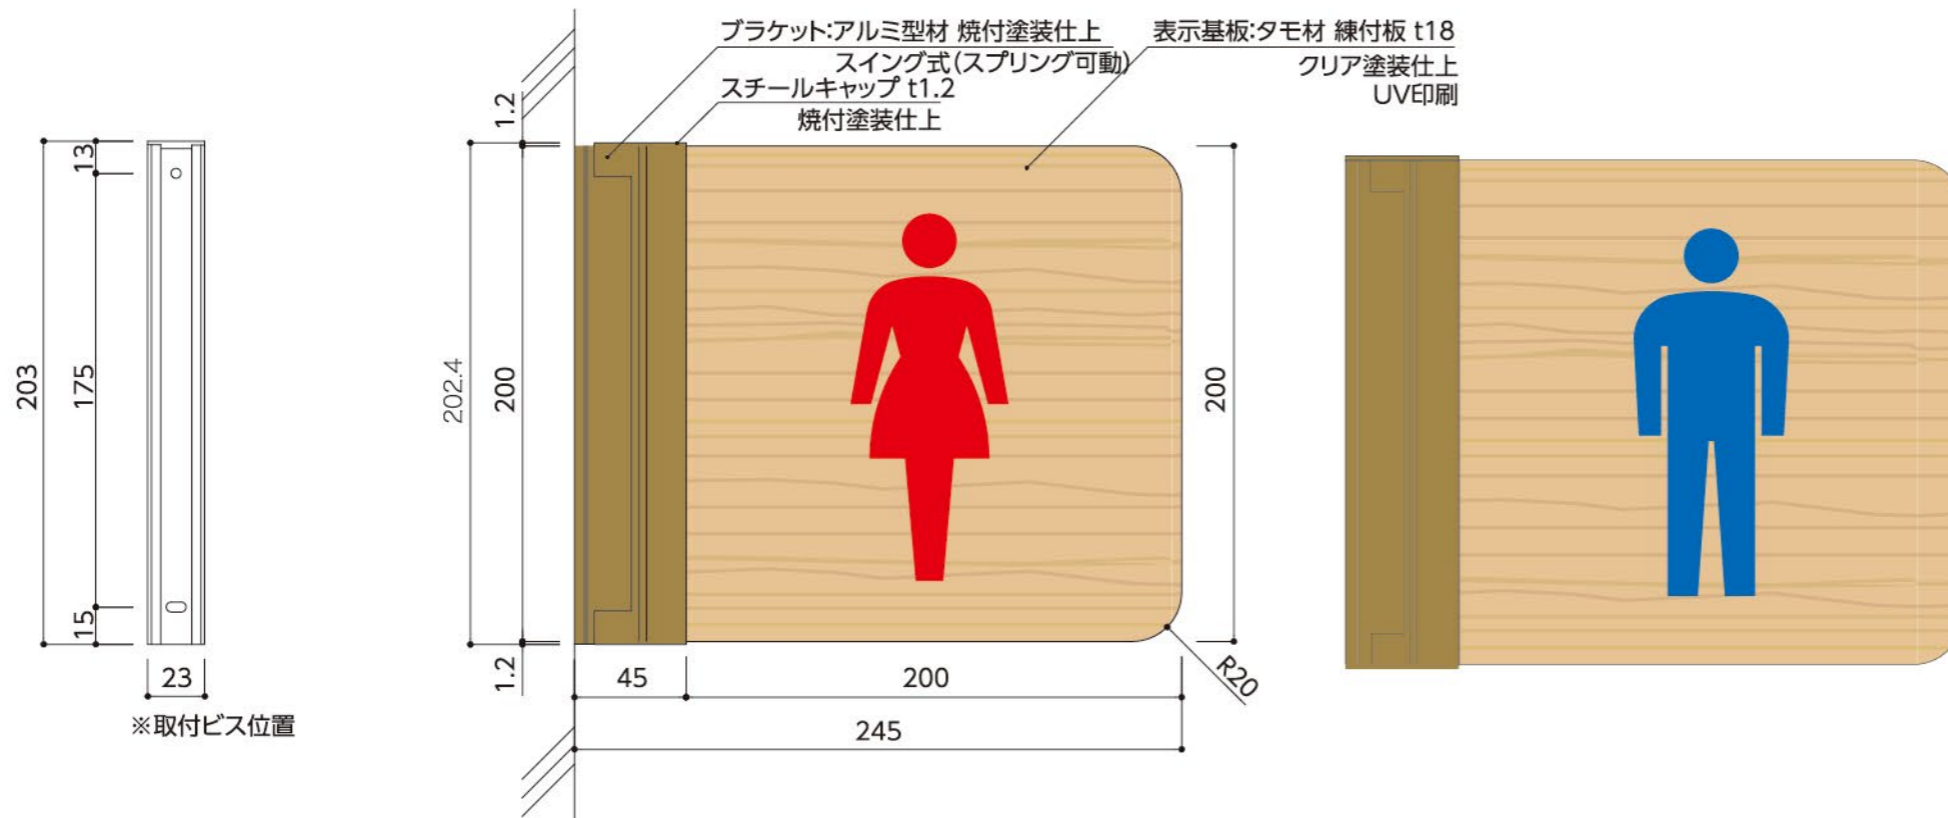 ブラケット:アルミ型材 焼付塗装仕上
スイング式(スプリング可動)
スチールキャップ t1.2
焼付塗装仕上
表示基板:タモ材 練付板 t18
クリア塗装仕上
UV印刷
203
13
175
15
23
※取付ビス位置
1.2
202.4
200
1.2
200
45
200
R20
245